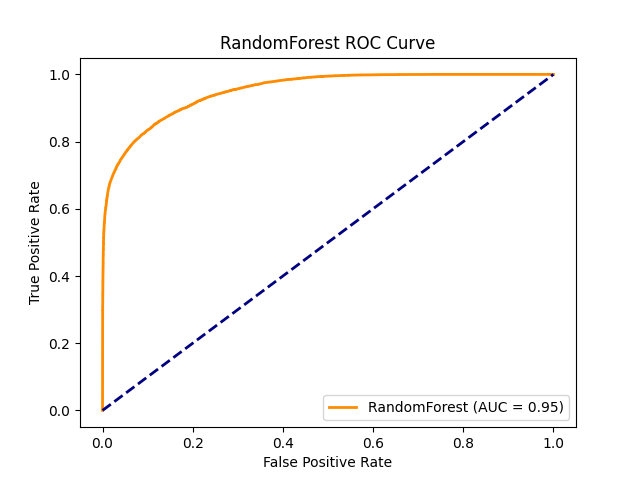 RandomForest ROC Curve
1.0
0.8
0.6
0.4
0.2
0.0
True Positive Rate
RandomForest (AUC = 0.95)
0.0 0.2 0.4 0.6 0.8 1.0
False Positive Rate